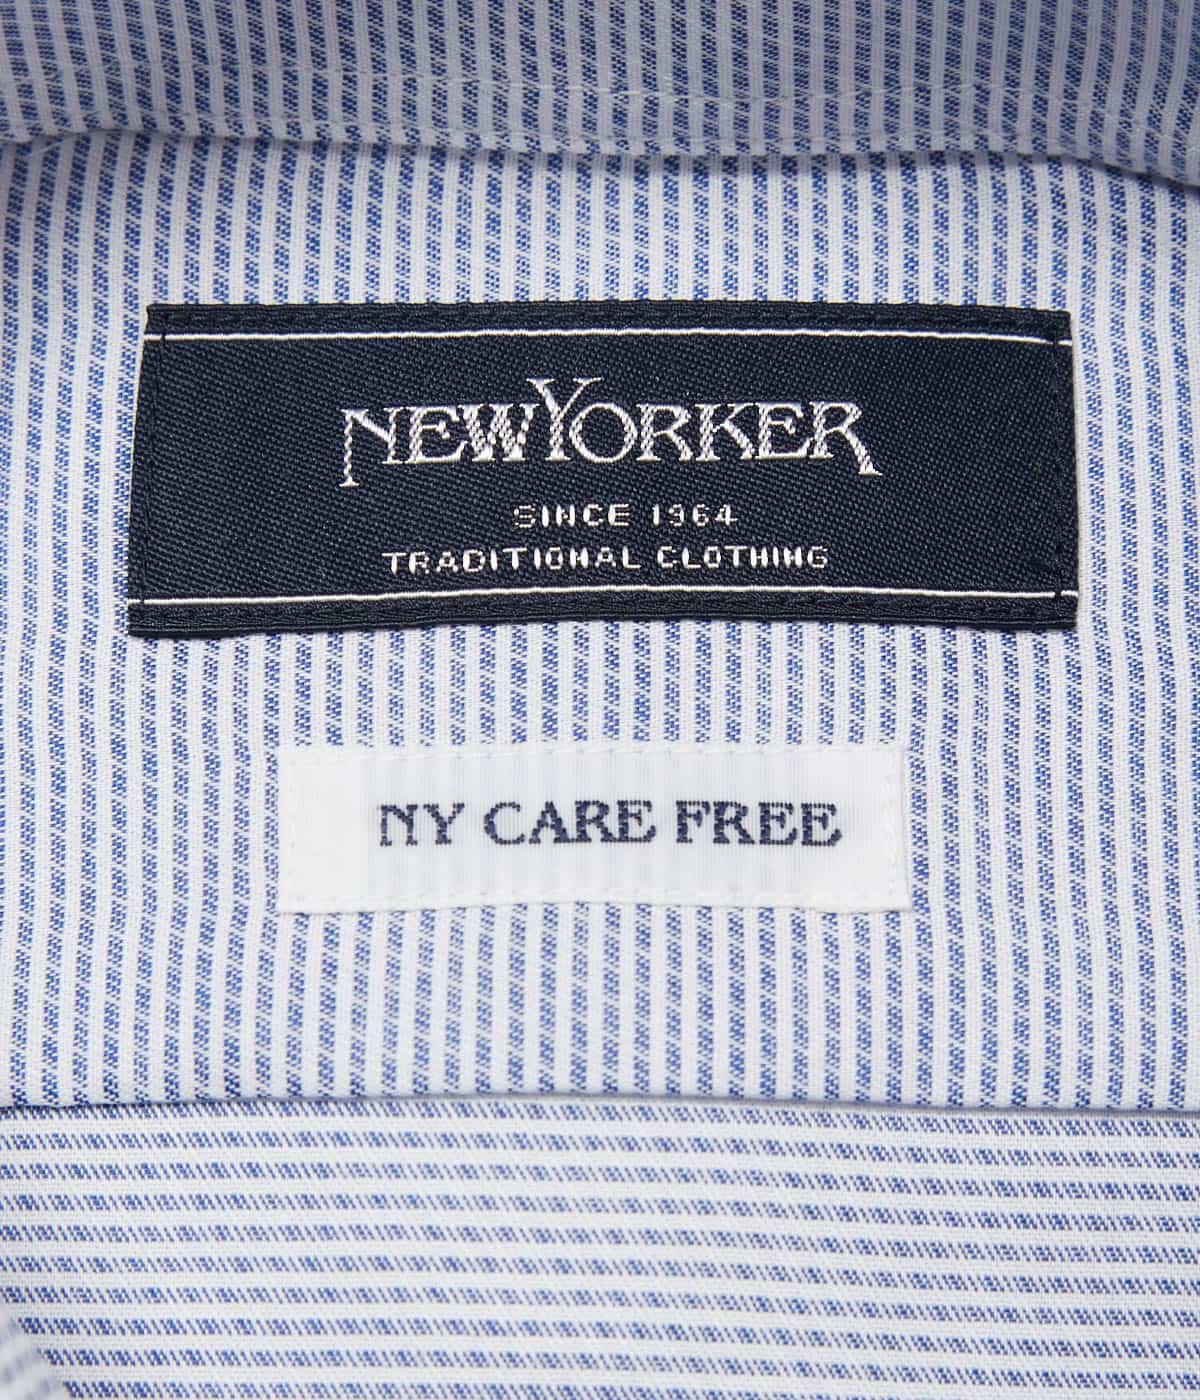 NEWYORKER
SINCE 1964
TRADITIONAL CLOTHING
NY CARE FREE